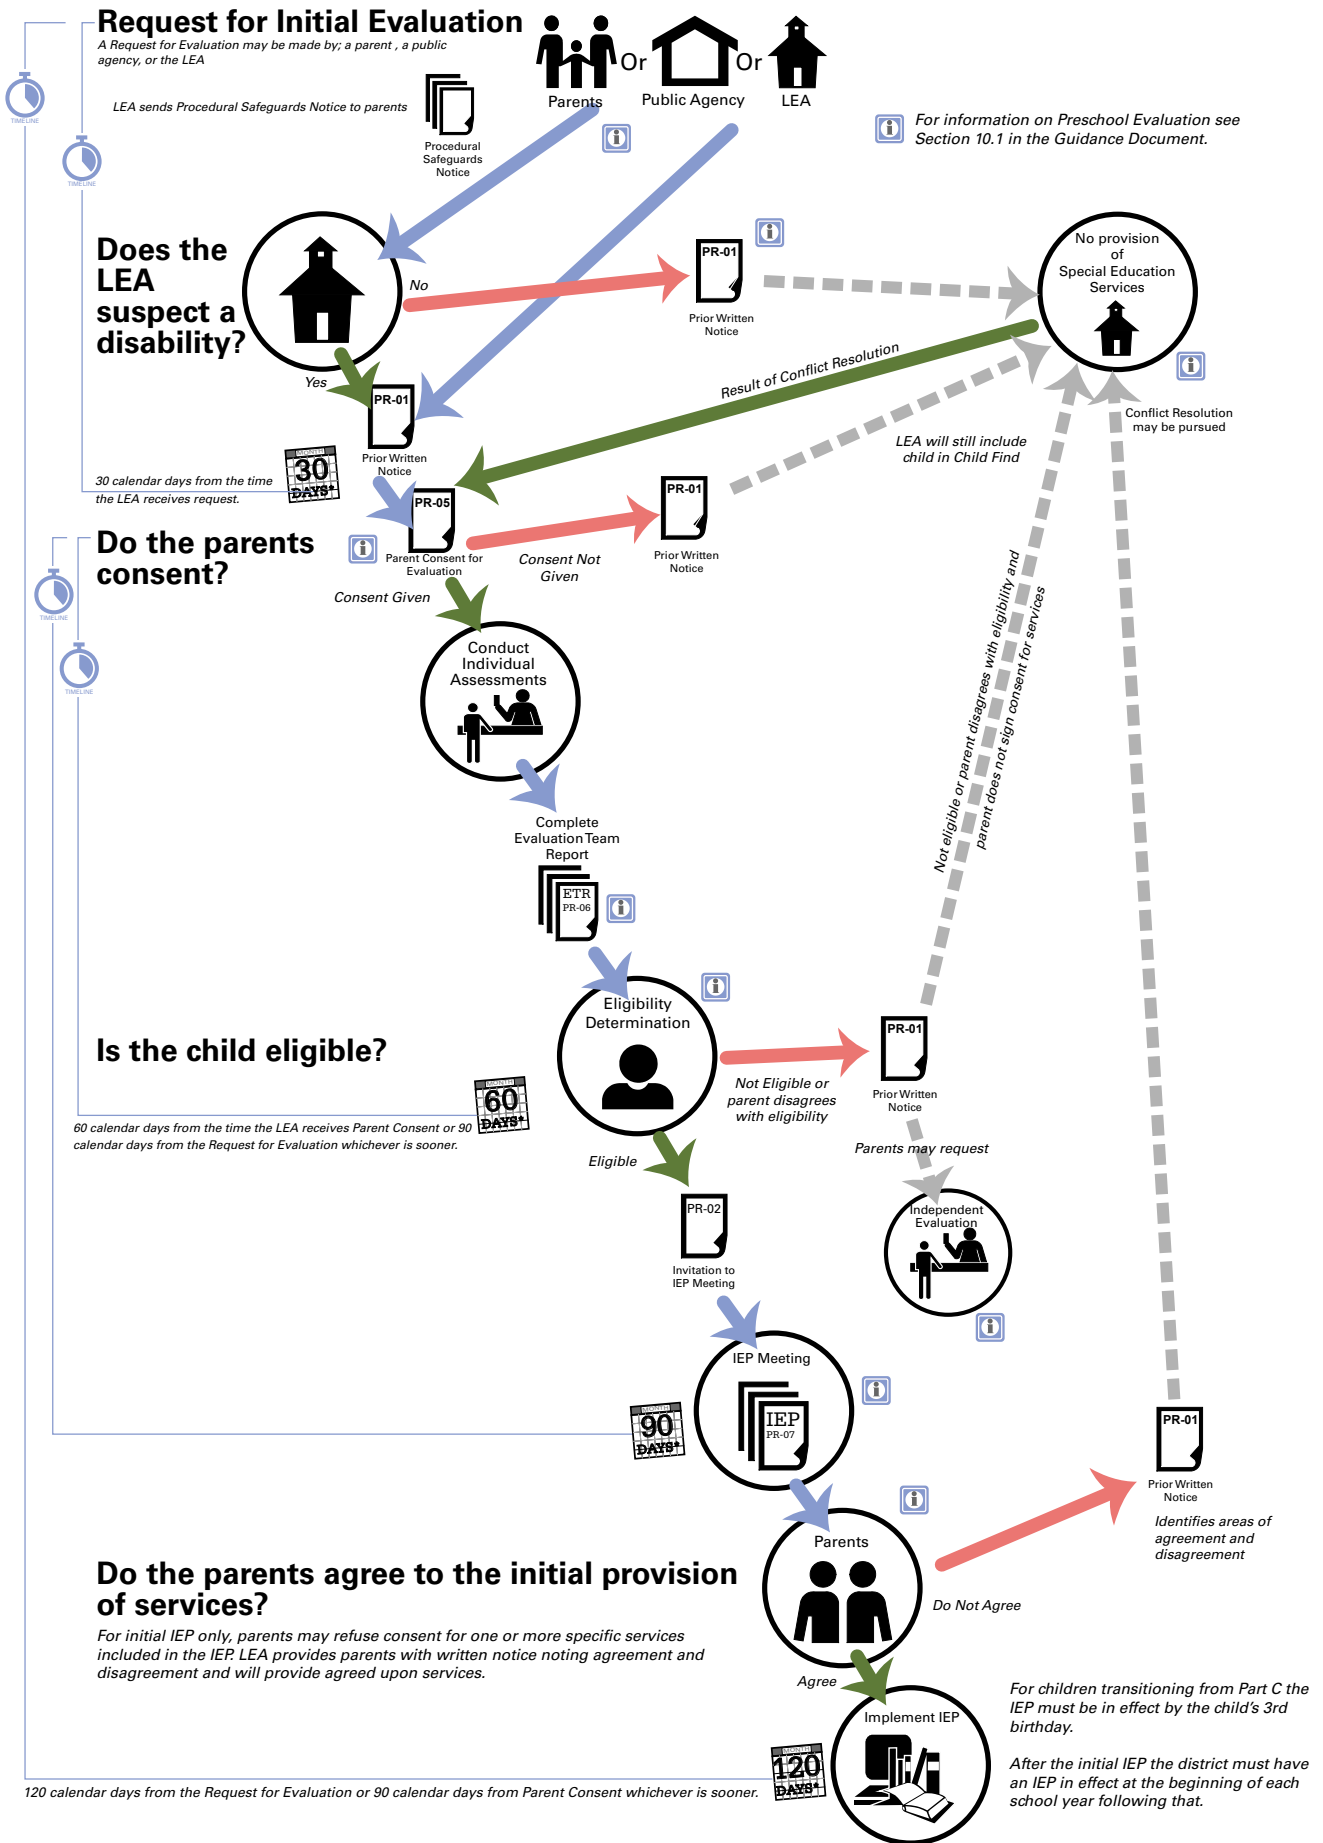 Request for Initial Evaluation
A Request for Evaluation may be made by; a parent , a public
agency, or the LEA
LEA sends Procedural Safeguards Notice to parents
Procedural
Safeguards
Notice
Parents
Or
Public Agency
Or
LEA
For information on Preschool Evaluation see
Section 10.1 in the Guidance Document.
TIMELINE
TIMELINE
Does the
LEA
suspect a
disability?
No
PR-01
Prior Written
Notice
No provision
of
Special Education
Services
Conflict Resolution
may be pursued
Yes
PR-01
Prior Written
Notice
Result of Conflict Resolution
LEA will still include
child in Child Find
MONTH
30
DAYS*
30 calendar days from the time
the LEA receives request.
PR-05
Parent Consent for
Evaluation
Do the parents
consent?
Consent Not
Given
PR-01
Prior Written
Notice
Consent Given
TIMELINE
TIMELINE
Conduct
Individual
Assessments
Complete
Evaluation Team
Report
ETR
PR-06
Not eligible or parent disagrees with eligibility and
parent does not sign consent for services
Eligibility
Determination
Is the child eligible?
Not Eligible or
parent disagrees
with eligibility
PR-01
Prior Written
Notice
MONTH
60
DAYS*
60 calendar days from the time the LEA receives Parent Consent or 90
calendar days from the Request for Evaluation whichever is sooner.
Parents may request
Independent
Evaluation
Eligible
PR-02
Invitation to
IEP Meeting
IEP Meeting
IEP
PR-07
MONTH
90
DAYS*
PR-01
Prior Written
Notice
Identifies areas of
agreement and
disagreement
Parents
Do Not Agree
Do the parents agree to the initial provision
of services?
For initial IEP only, parents may refuse consent for one or more specific services
included in the IEP. LEA provides parents with written notice noting agreement and
disagreement and will provide agreed upon services.
Agree
Implement IEP
MONTH
120
DAYS*
120 calendar days from the Request for Evaluation or 90 calendar days from Parent Consent whichever is sooner.
For children transitioning from Part C the
IEP must be in effect by the child's 3rd
birthday.
After the initial IEP the district must have
an IEP in effect at the beginning of each
school year following that.